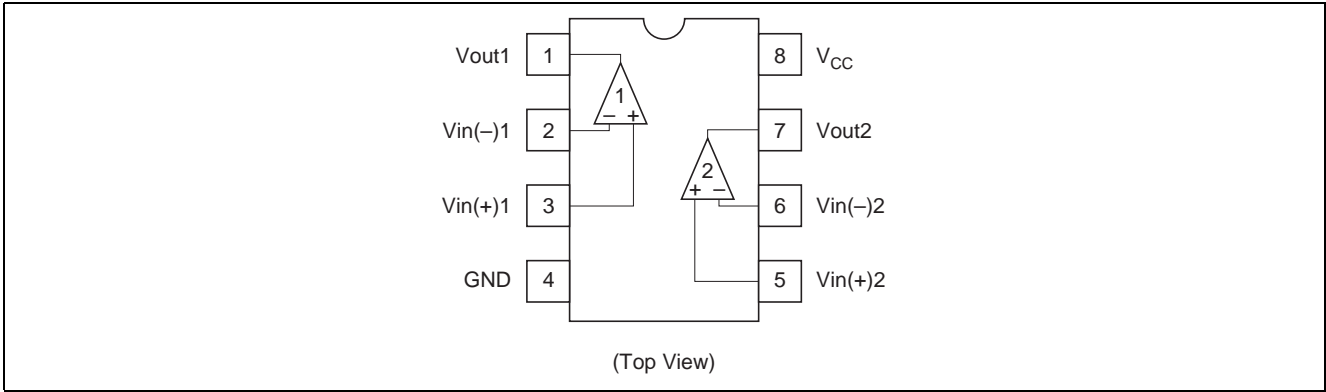 Vout1 1
Vin(–)1 2
Vin(+)1 3
GND 4
1
– +
8 VCC
7 Vout2
6 Vin(–)2
5 Vin(+)2
2
+ –
(Top View)